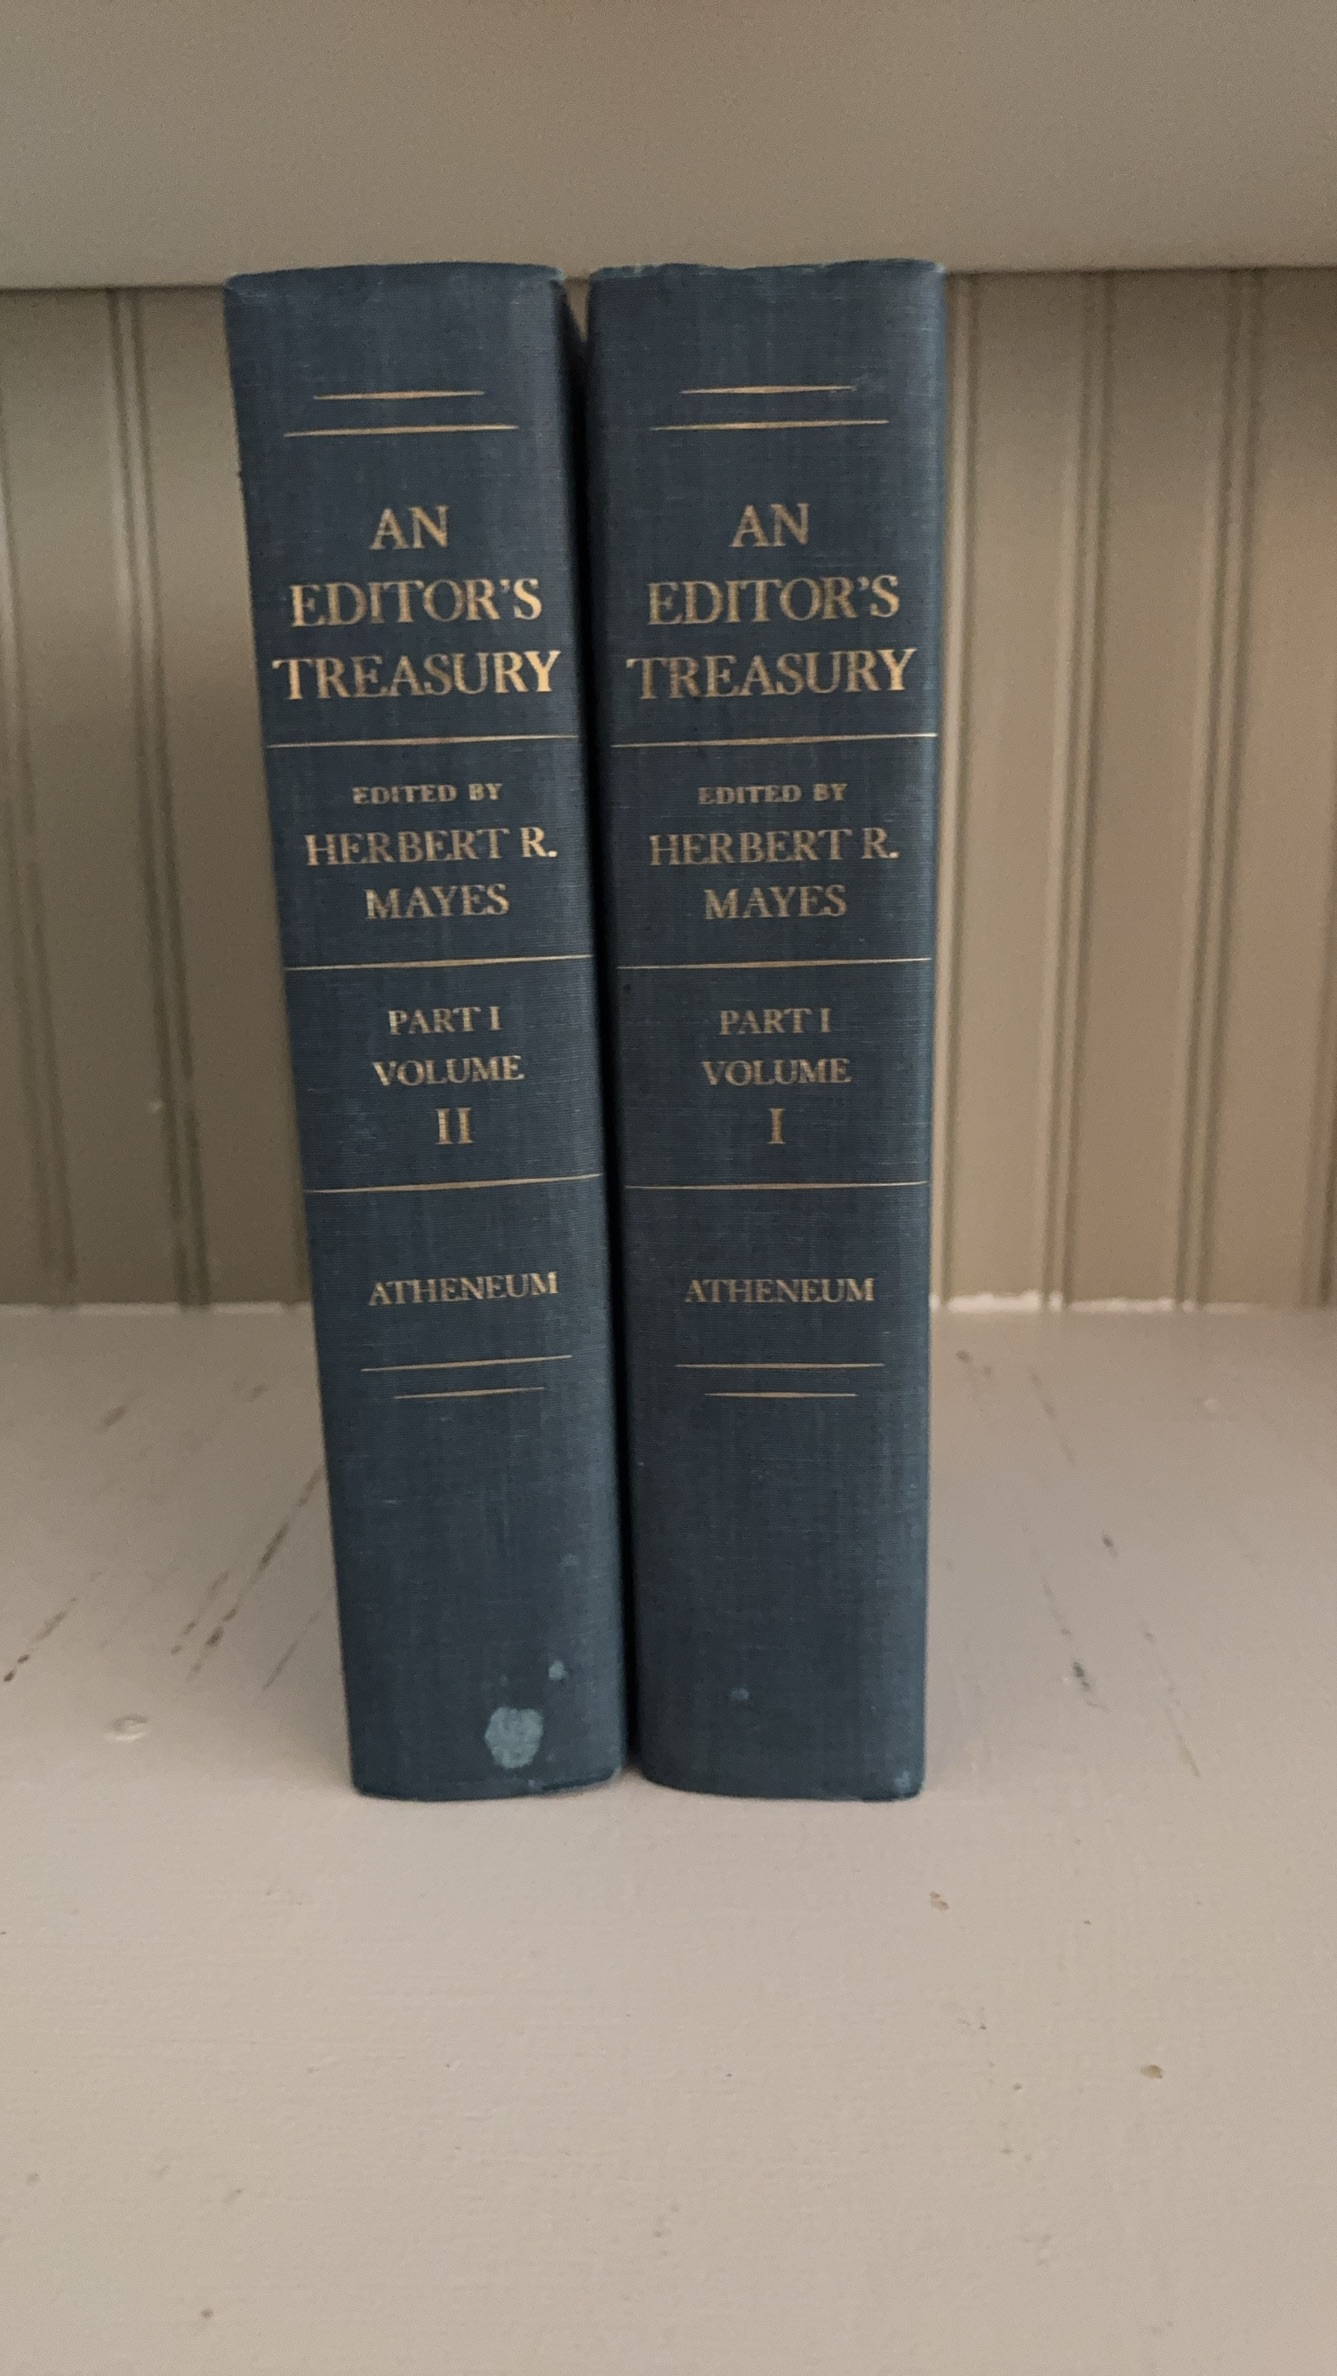 AN
EDITOR'S
TREASURY
EDITED BY
HERBERT R.
MAYES
PART I
VOLUME
II
ATHENEUM
AN
EDITOR'S
TREASURY
EDITED BY
HERBERT R.
MAYES
PART I
VOLUME
I
ATHENEUM